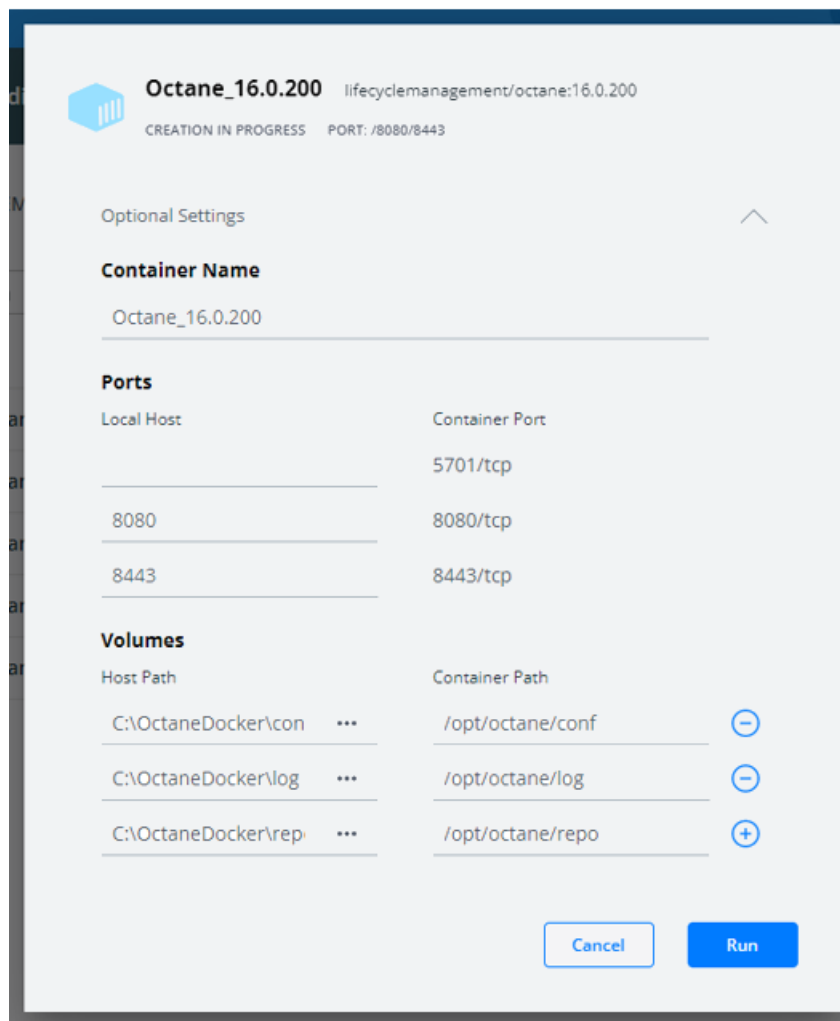 Octane_16.0.200 lifecyclemanagement/octane:16.0.200
CREATION IN PROGRESS PORT: /8080/8443
Optional Settings
Container Name
Octane_16.0.200
Ports
Local Host Container Port
5701/tcp
8080 8080/tcp
8443 8443/tcp
Volumes
Host Path Container Path
C:\OctaneDocker\con ••• /opt/octane/conf
C:\OctaneDocker\log ••• /opt/octane/log
C:\OctaneDocker\rep ••• /opt/octane/repo
Cancel Run